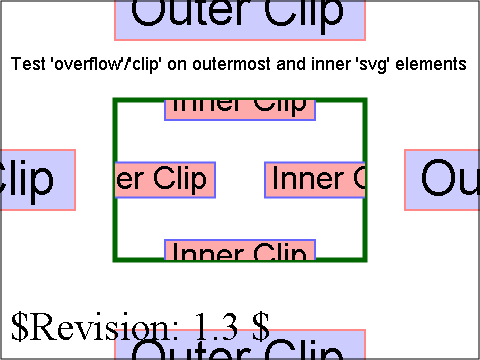 Outer Clip
Test 'overflow'/'clip' on outermost and inner 'svg' elements
Inner Clip
Clip er Clip Inner C Ou
Inner Clip
$Revision: 1.3 $
Outer Clip